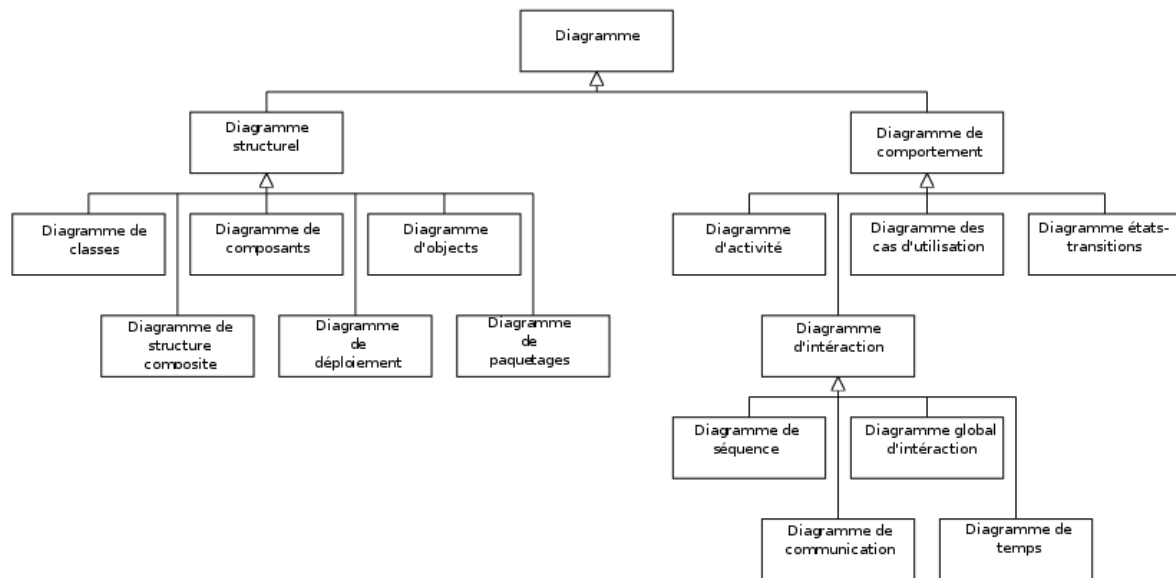 Diagramme
Diagramme
structurel
Diagramme de
comportement
Diagramme de
classes
Diagramme de
composants
Diagramme
d'objects
Diagramme
d'activité
Diagramme des
cas d'utilisation
Diagramme états-
transitions
Diagramme de
structure
composite
Diagramme
de
déploiement
Diagramme
de
paquetages
Diagramme
d'intéraction
Diagramme de
séquence
Diagramme global
d'intéraction
Diagramme de
communication
Diagramme de
temps